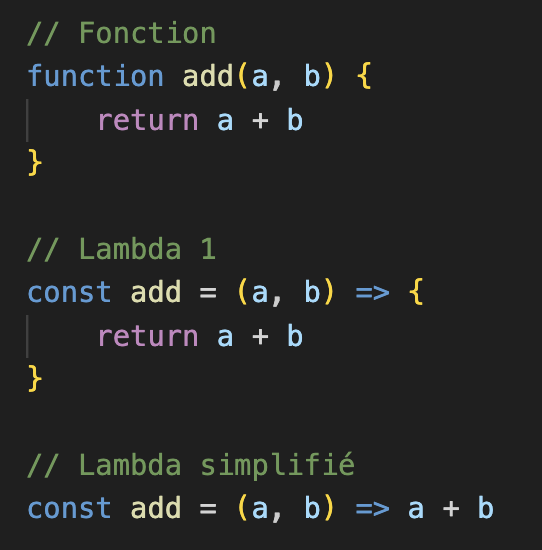 // Fonction
function add(a, b) {
    return a + b
}
// Lambda 1
const add = (a, b) => {
    return a + b
}
// Lambda simplifié
const add = (a, b) => a + b